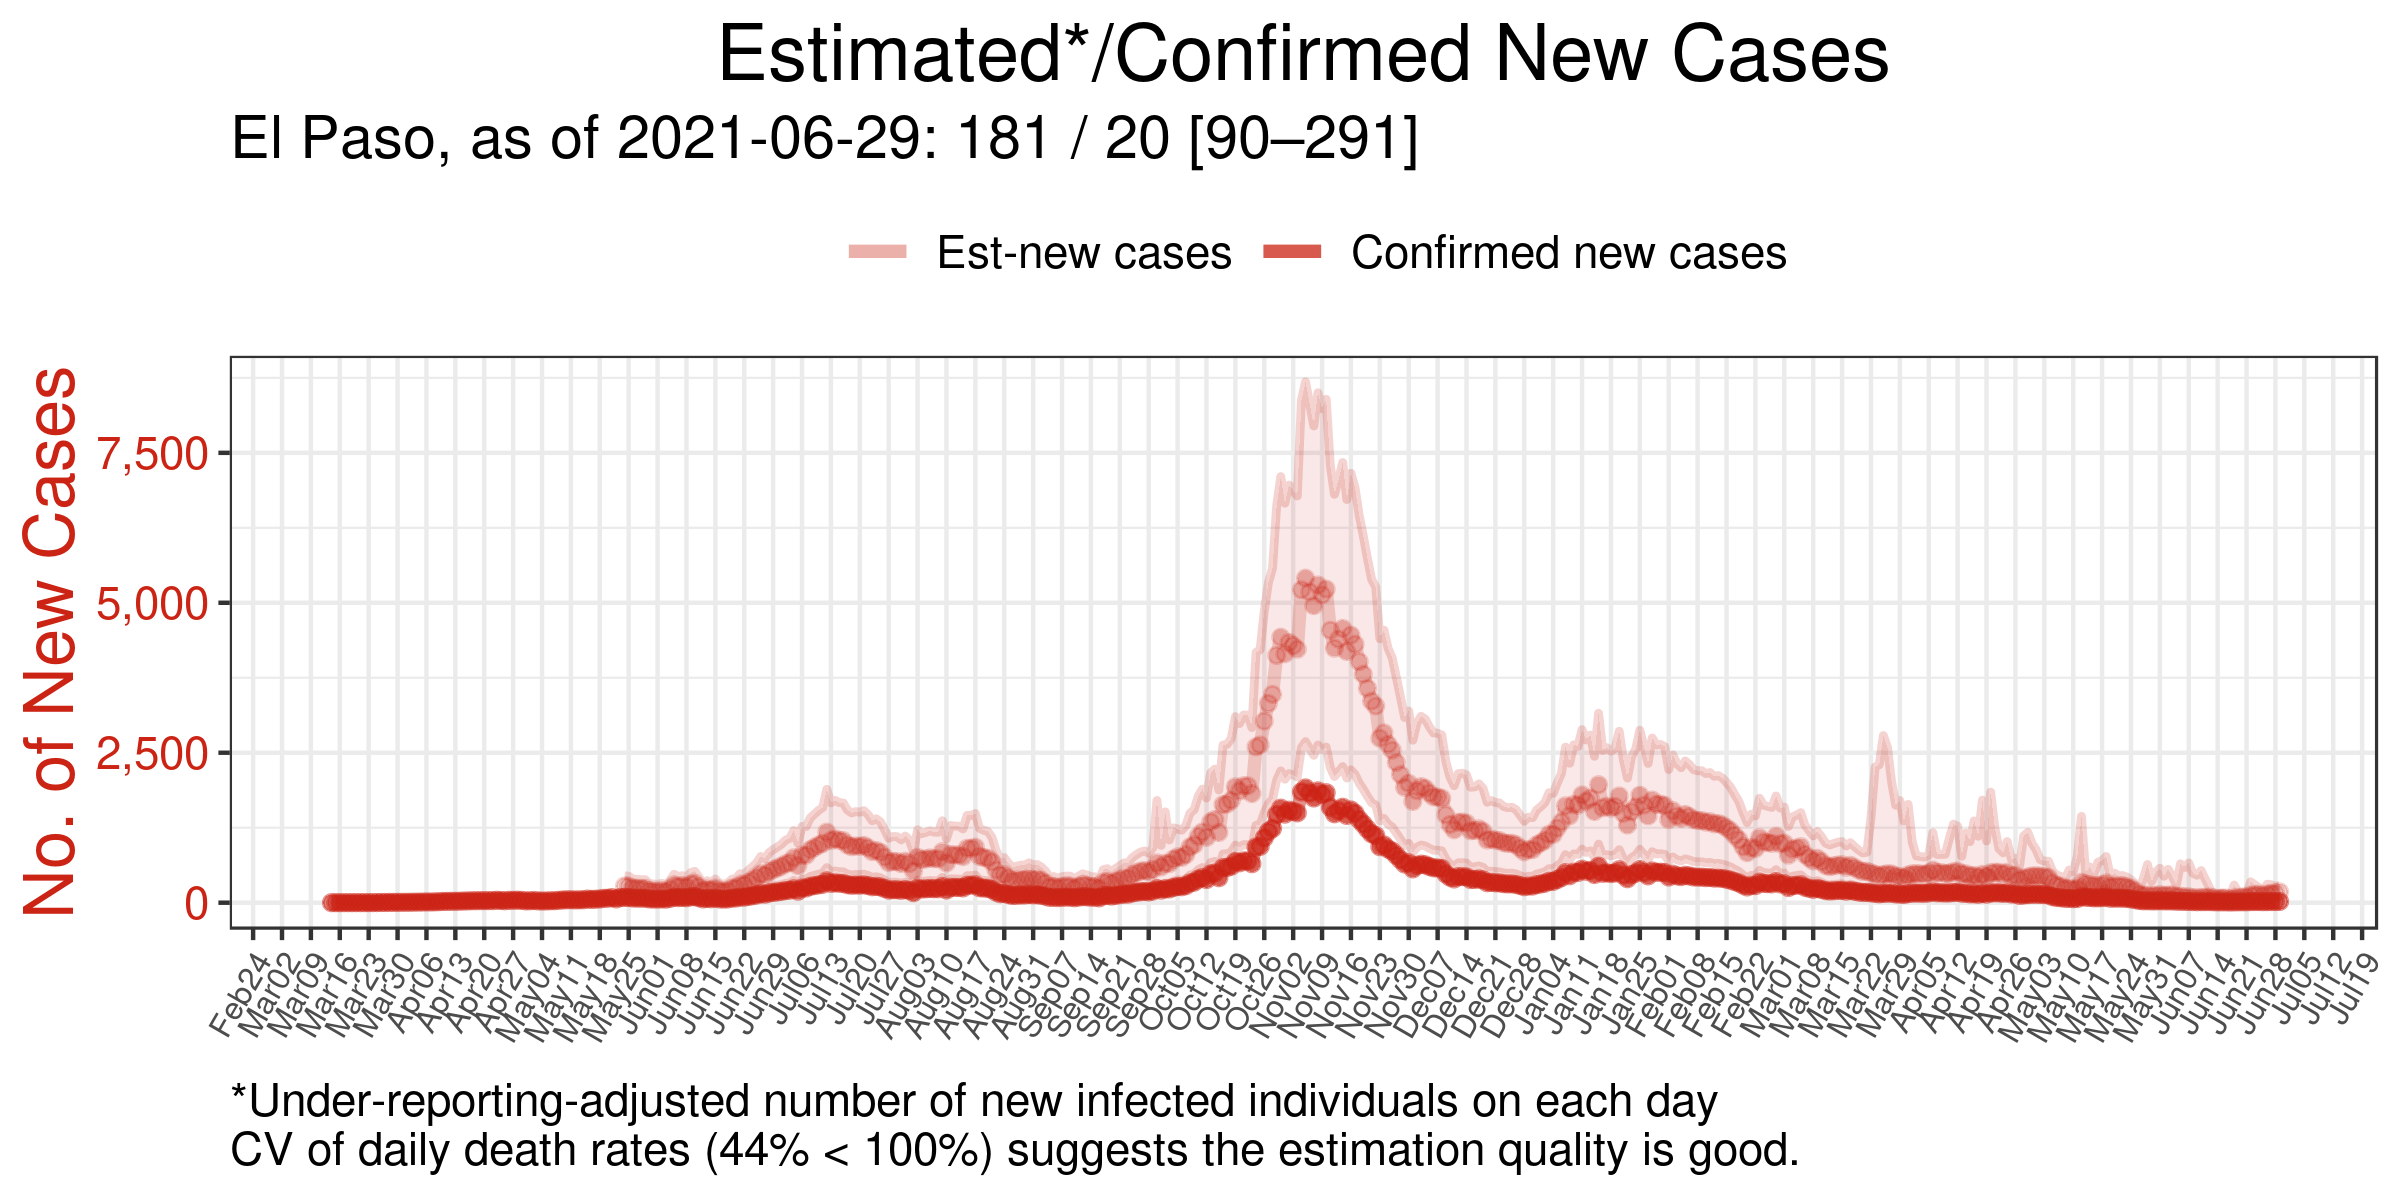 Estimated*/Confirmed New Cases
El Paso, as of 2021-06-29: 181 / 20 [90–291]
Est-new cases Confirmed new cases
No. of New Cases
7,500
5,000
2,500
0
Feb24 Mar02 Mar09 Mar16 Mar23 Mar30 Apr06 Apr13 Apr20 Apr27 May04 May11 May18 May25 Jun01 Jun08 Jun15 Jun22 Jun29 Jul06 Jul13 Jul20 Jul27 Aug03 Aug10 Aug17 Aug24 Aug31 Sep07 Sep14 Sep21 Sep28 Oct05 Oct12 Oct19 Oct26 Nov02 Nov09 Nov16 Nov23 Nov30 Dec07 Dec14 Dec21 Dec28 Jan04 Jan11 Jan18 Jan25 Feb01 Feb08 Feb15 Feb22 Mar01 Mar08 Mar15 Mar22 Mar29 Apr05 Apr12 Apr19 Apr26 May03 May10 May17 May24 May31 Jun07 Jun14 Jun21 Jun28 Jul05 Jul12 Jul19
*Under-reporting-adjusted number of new infected individuals on each day
CV of daily death rates (44% < 100%) suggests the estimation quality is good.